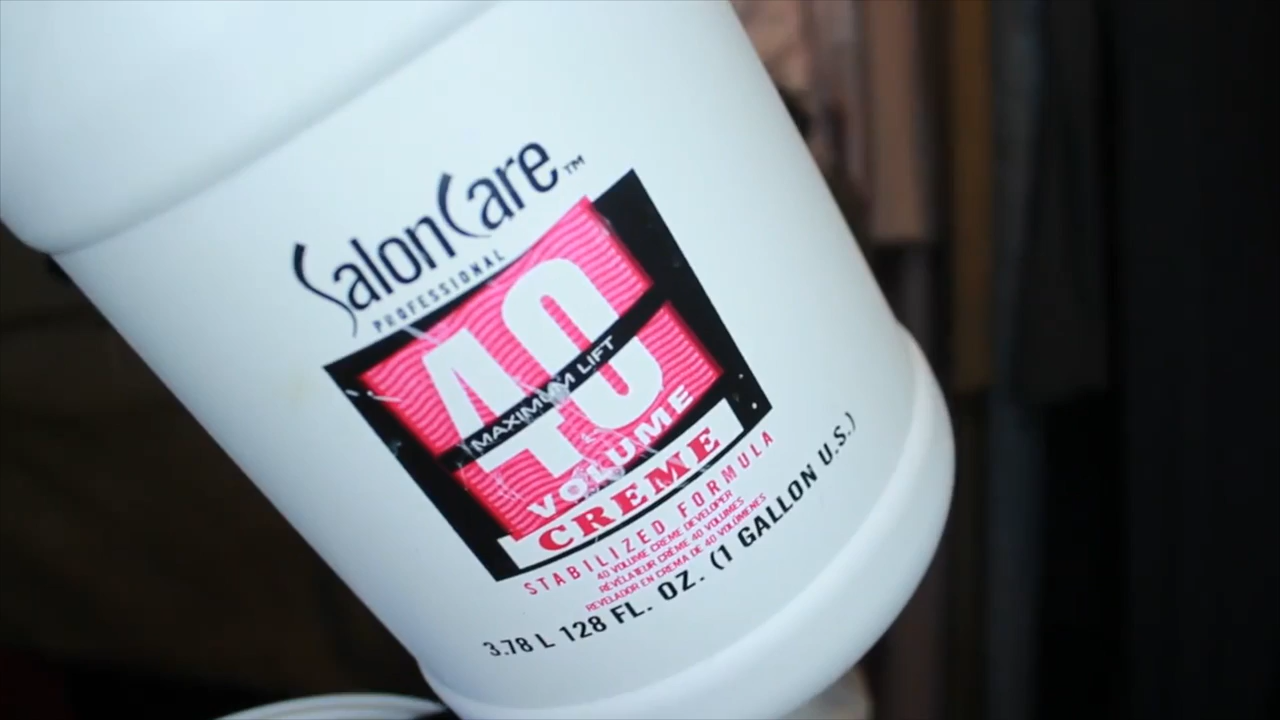 SalonCare™
PROFESSIONAL
40
MAXIMUM LIFT
VOLUME
CREME
STABILIZED FORMULA
40 VOLUME CREME DEVELOPER
RÉVÉLATEUR CRÈME 40 VOLUMES
REVELADOR EN CREMA DE 40 VOLÚMENES
3.78 L 128 FL. OZ. (1 GALLON U.S.)